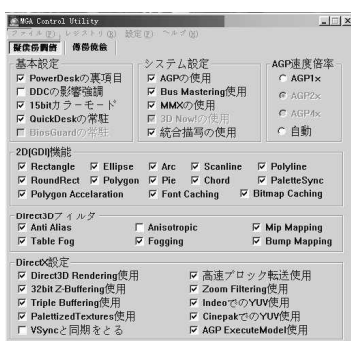 MGA Control Utility
ファイル(F) レジストリ(R) 設定(P) ヘルプ(H)
基本設定 システム設定 AGP速度倍率
PowerDeskの裏項目 AGPの使用 AGP1x
DDCの影響強調 Bus Mastering使用 AGP2x
15bitカラーモード MMXの使用 AGP4x
QuickDeskの常駐 3D Now!の使用 自動
BiosGuardの常駐 統合描写の使用
2D(GDI)機能
Rectangle Ellipse Arc Scanline Polyline
RoundRect Polygon Pie Chord PaletteSync
Polygon Accelaration Font Caching Bitmap Caching
Direct3Dフィルタ
Anti Alias Anisotropic Mip Mapping
Table Fog Fogging Bump Mapping
DirectX設定
Direct3D Rendering使用 高速ブロック転送使用
32bit Z-Buffering使用 Zoom Filtering使用
Triple Buffering使用 IndeoでのYUV使用
PalettizedTextures使用 CinepakでのYUV使用
VSyncと同期をとる AGP ExecuteModel使用